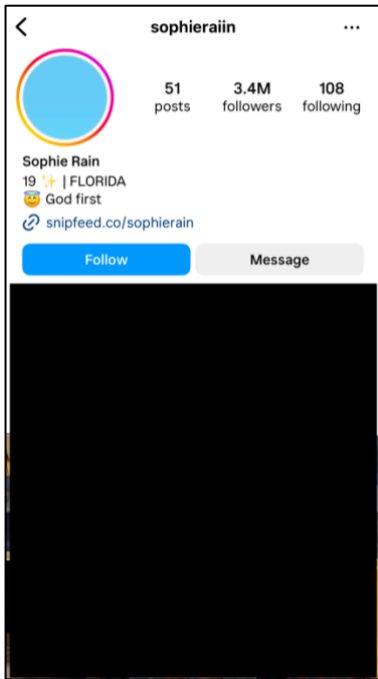 sophieraiin
51 3.4M 108
posts followers following
Sophie Rain
19 ✨ | FLORIDA
😇 God first
snipfeed.co/sophierain
Follow Message